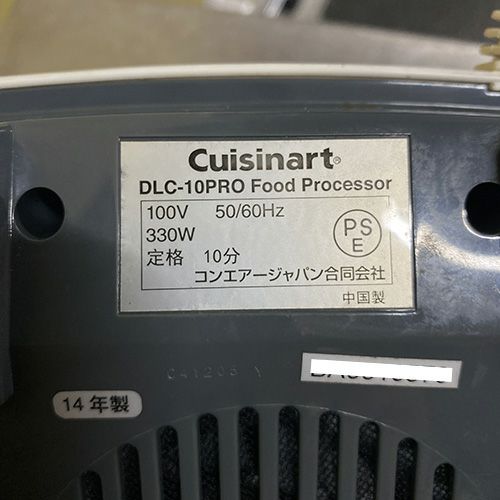 Cuisinart®
DLC-10PRO Food Processor
100V 50/60Hz
330W
定格 10分
PS
E
コンエアージャパン合同会社
中国製
14年製